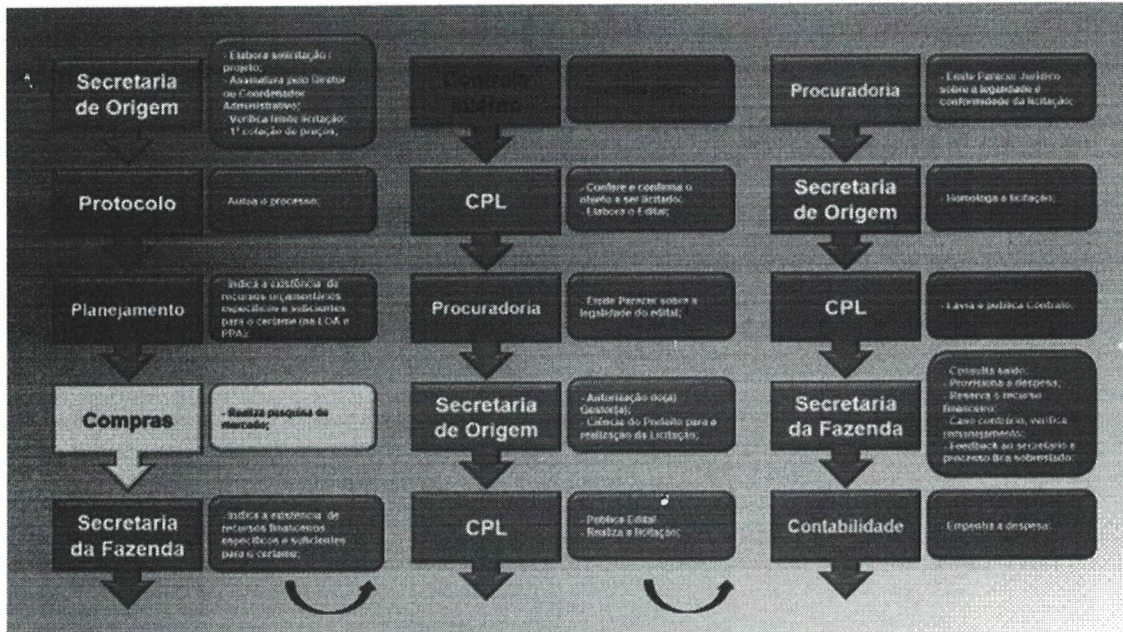 Secretaria
de Origem
- Elabora solicitação /
projeto;
- Assinatura pelo Diretor
ou Coordenador
Administrativo;
- Verifica limite licitação;
- 1ª cotação de preços;
Protocolo
- Autua o processo;
Planejamento
- Indica a existência de
recursos orçamentários
específicos e suficientes
para o certame (na LOA e
PPA);
Compras
- Realiza pesquisa de
mercado;
Secretaria
da Fazenda
- Indica a existência de
recursos financeiros
específicos e suficientes
para o certame;
Controle
Interno
CPL
- Confere e confirma o
objeto a ser licitado;
- Elabora o Edital;
Procuradoria
- Emite Parecer sobre a
legalidade do edital;
Secretaria
de Origem
- Autorização do(a)
Gestor(a);
- Ciência do Prefeito para a
realização da Licitação;
CPL
- Publica Edital
- Realiza a licitação;
Procuradoria
- Emite Parecer Jurídico
sobre a legalidade e
conformidade da licitação;
Secretaria
de Origem
- Homologa a licitação;
CPL
- Lavra e publica Contrato;
Secretaria
da Fazenda
- Consulta saldo;
- Provisiona a despesa;
- Reserva o recurso
financeiro;
- Caso contrário, verifica
remanejamento;
- Feedback ao secretário e
processo fica sobrestado;
Contabilidade
- Empenha a despesa;